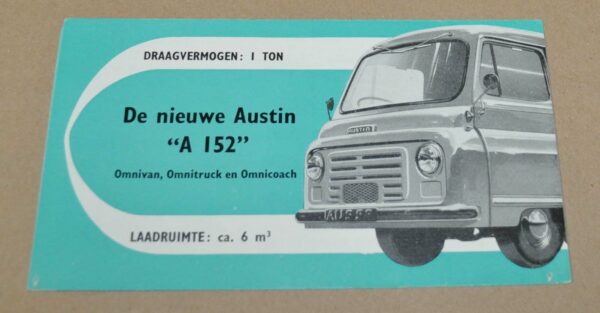 DRAAGVERMOGEN: 1 TON
De nieuwe Austin
“A 152”
Omnivan, Omnitruck en Omnicoach
LAADRUIMTE: ca. 6 m³
AUSTIN